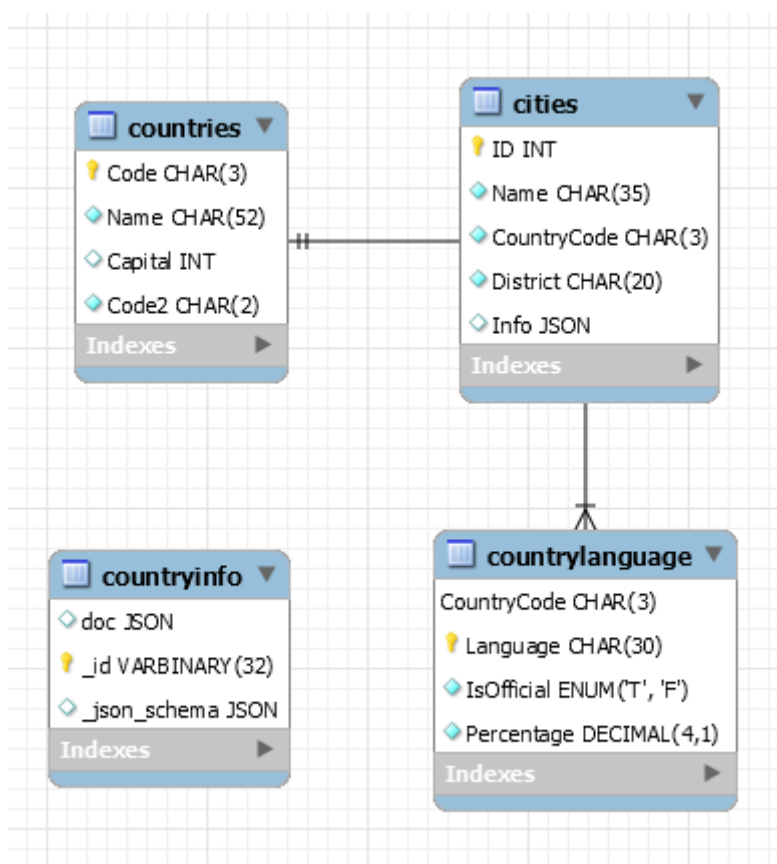 countries
Code CHAR(3)
Name CHAR(52)
Capital INT
Code2 CHAR(2)
Indexes
cities
ID INT
Name CHAR(35)
CountryCode CHAR(3)
District CHAR(20)
Info JSON
Indexes
countryinfo
doc JSON
_id VARBINARY(32)
_json_schema JSON
Indexes
countrylanguage
CountryCode CHAR(3)
Language CHAR(30)
IsOfficial ENUM('T', 'F')
Percentage DECIMAL(4,1)
Indexes